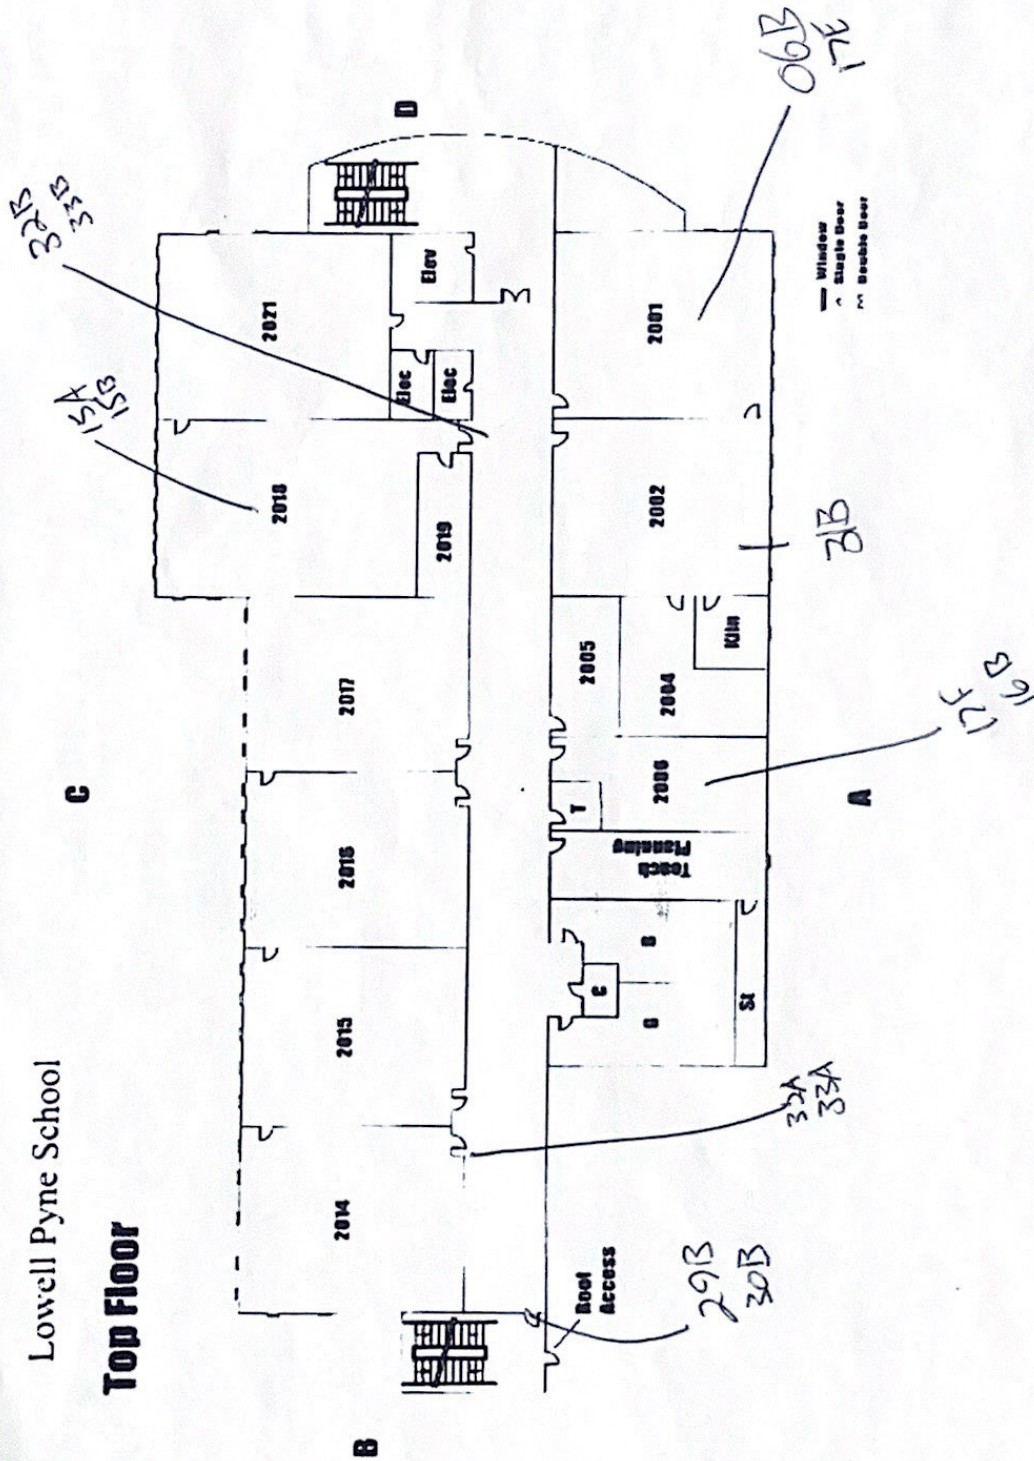 Lowell Pyne School
Top Floor
C
32B
33B
15A
15B
D
2014
2015
2016
2017
2018
2019
2021
Elec
Elec
Elev
B
Roof
Access
G
C
B
St
Teach
Planning
T
2006
2005
2004
Kiln
2002
2001
29B
30B
32A
33A
A
17F
16B
31B
06B
17E
Window
Single Door
Double Door